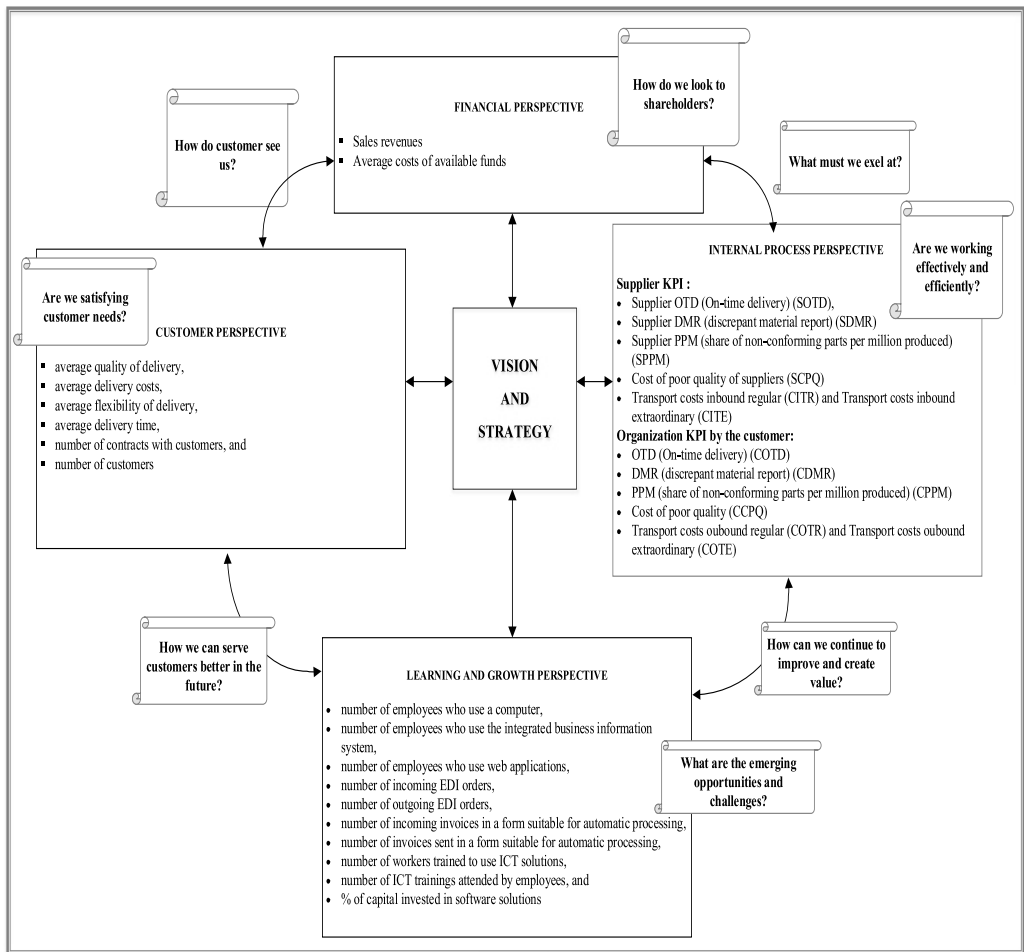 How do we look to
shareholders?
FINANCIAL PERSPECTIVE
Sales revenues
Average costs of available funds
How do customer see
us?
What must we exel at?
Are we satisfying
customer needs?
CUSTOMER PERSPECTIVE
average quality of delivery,
average delivery costs,
average flexibility of delivery,
average delivery time,
number of contracts with customers, and
number of customers
VISION
AND
STRATEGY
INTERNAL PROCESS PERSPECTIVE
Are we working
effectively and
efficiently?
Supplier KPI :
Supplier OTD (On-time delivery) (SOTD),
Supplier DMR (discrepant material report) (SDMR)
Supplier PPM (share of non-conforming parts per million produced)
(SPPM)
Cost of poor quality of suppliers (SCPQ)
Transport costs inbound regular (CITR) and Transport costs inbound
extraordinary (CITE)
Organization KPI by the customer:
OTD (On-time delivery) (COTD)
DMR (discrepant material report) (CDMR)
PPM (share of non-conforming parts per million produced) (CPPM)
Cost of poor quality (CCPQ)
Transport costs oubound regular (COTR) and Transport costs oubound
extraordinary (COTE)
How we can serve
customers better in the
future?
How can we continue to
improve and create
value?
LEARNING AND GROWTH PERSPECTIVE
number of employees who use a computer,
number of employees who use the integrated business information
system,
number of employees who use web applications,
number of incoming EDI orders,
number of outgoing EDI orders,
number of incoming invoices in a form suitable for automatic processing,
number of invoices sent in a form suitable for automatic processing,
number of workers trained to use ICT solutions,
number of ICT trainings attended by employees, and
% of capital invested in software solutions
What are the emerging
opportunities and
challenges?